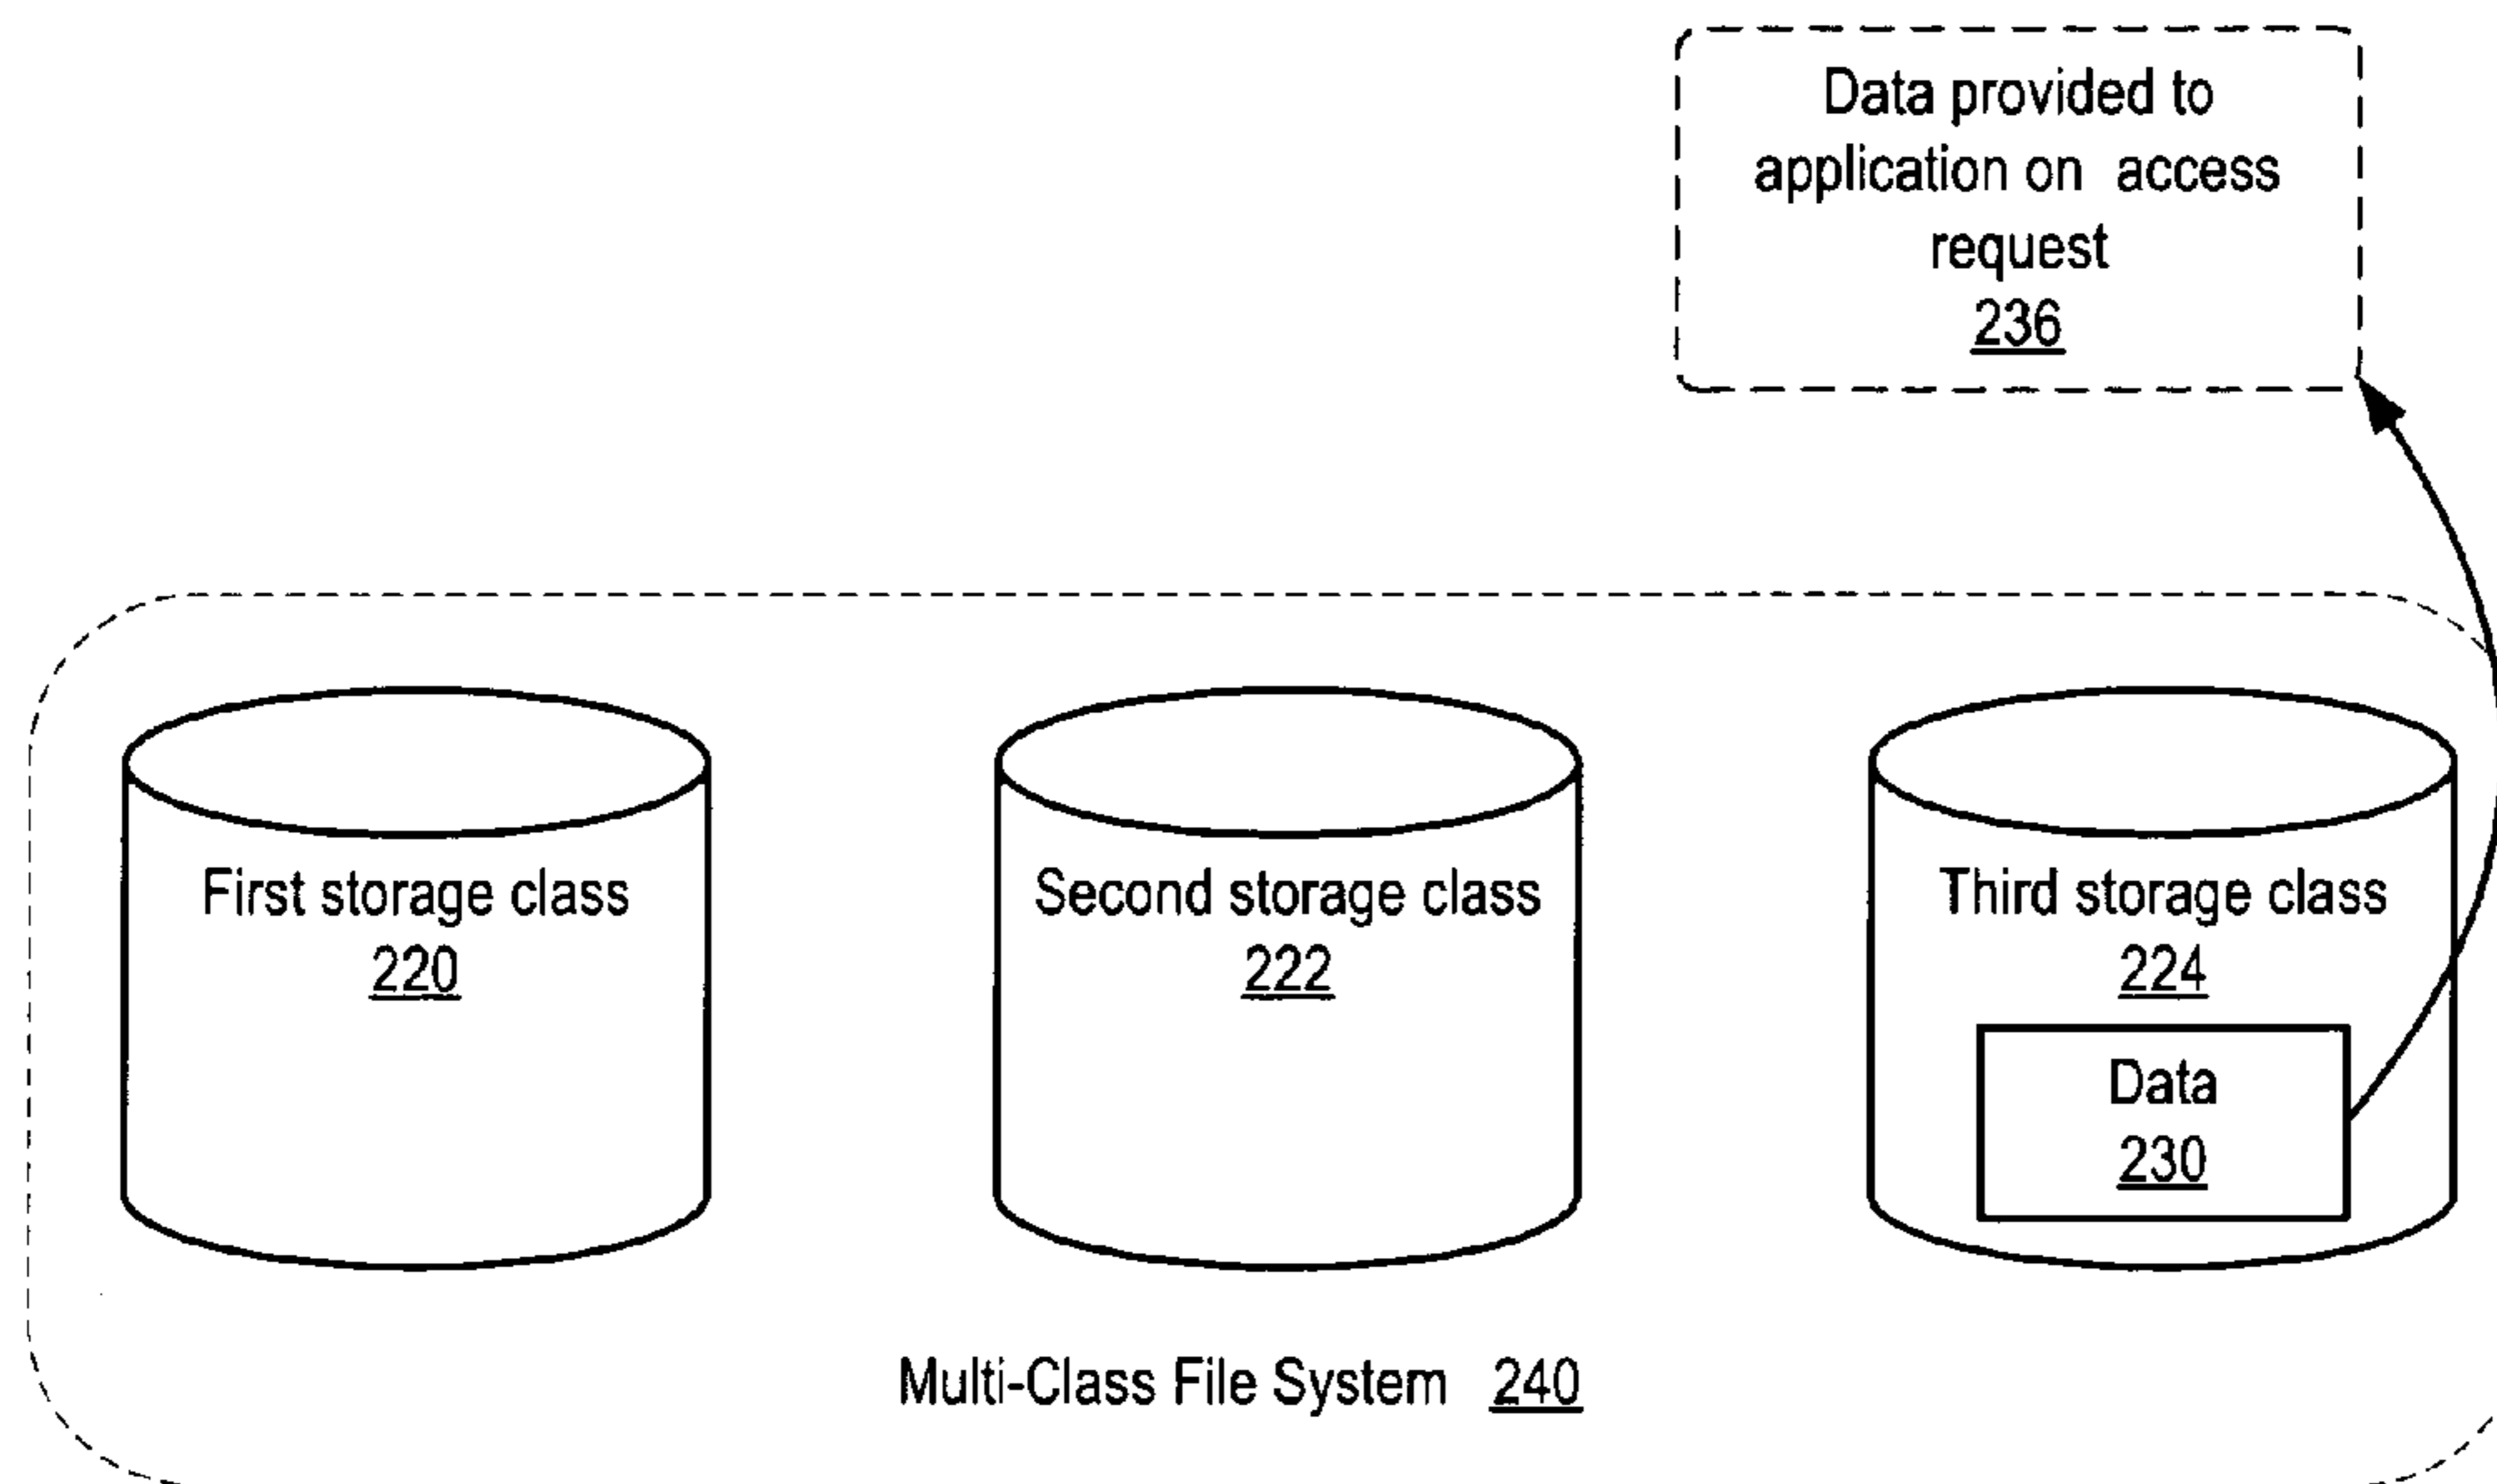 Data provided to
application on access
request
236
First storage class
220
Second storage class
222
Third storage class
224
Data
230
Multi-Class File System 240